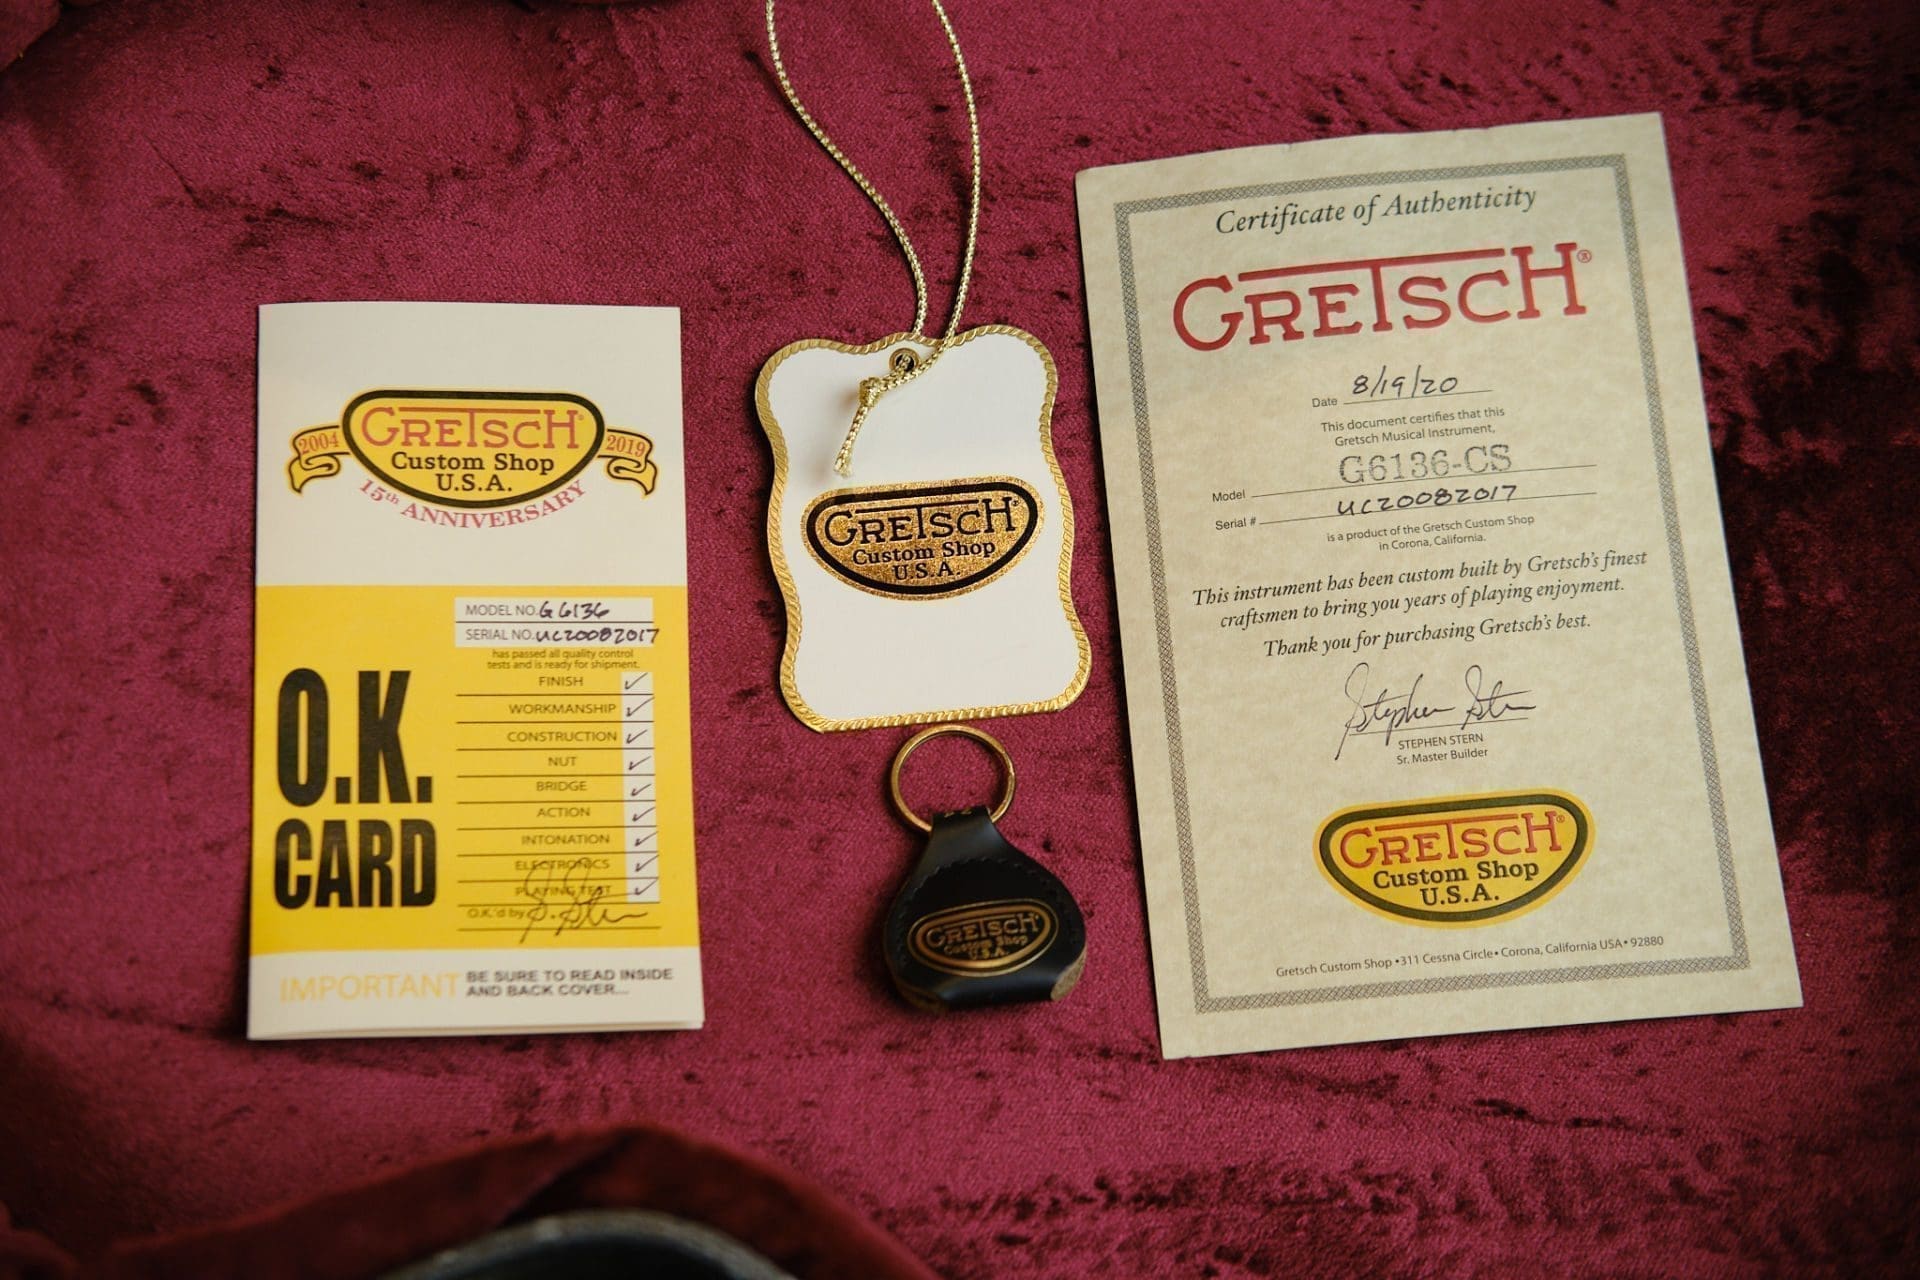 GRETSCH®
Custom Shop
U.S.A.
2004
2019
15th ANNIVERSARY
MODEL NO. G6136
SERIAL NO. UC20082017
has passed all quality control
tests and is ready for shipment.
FINISH ✓
WORKMANSHIP ✓
CONSTRUCTION ✓
NUT ✓
BRIDGE ✓
ACTION ✓
INTONATION ✓
ELECTRONICS ✓
PLAYING TEST ✓
O.K.'d by S. Stern
O.K.
CARD
IMPORTANT BE SURE TO READ INSIDE
AND BACK COVER...
GRETSCH®
Custom Shop
U.S.A.
GRETSCH®
Custom Shop
U.S.A.
Certificate of Authenticity
GRETSCH®
Date 8/19/20
This document certifies that this
Gretsch Musical Instrument,
Model G6136-CS
Serial # UC20082017
is a product of the Gretsch Custom Shop
in Corona, California.
This instrument has been custom built by Gretsch's finest
craftsmen to bring you years of playing enjoyment.
Thank you for purchasing Gretsch's best.
Stephen Stern
STEPHEN STERN
Sr. Master Builder
GRETSCH®
Custom Shop
U.S.A.
Gretsch Custom Shop • 311 Cessna Circle • Corona, California USA • 92880